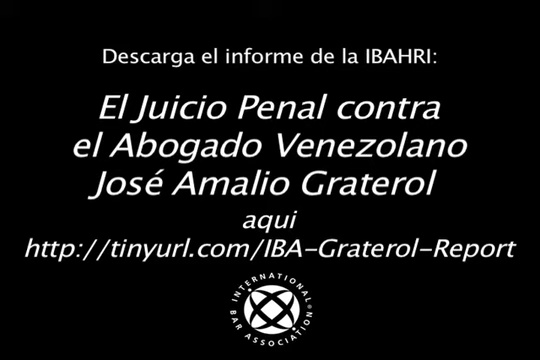 Descarga el informe de la IBAHRI:
El Juicio Penal contra
el Abogado Venezolano
José Amalio Graterol
aqui
http://tinyurl.com/IBA-Graterol-Report
INTERNATIONAL®
BAR ASSOCIATION